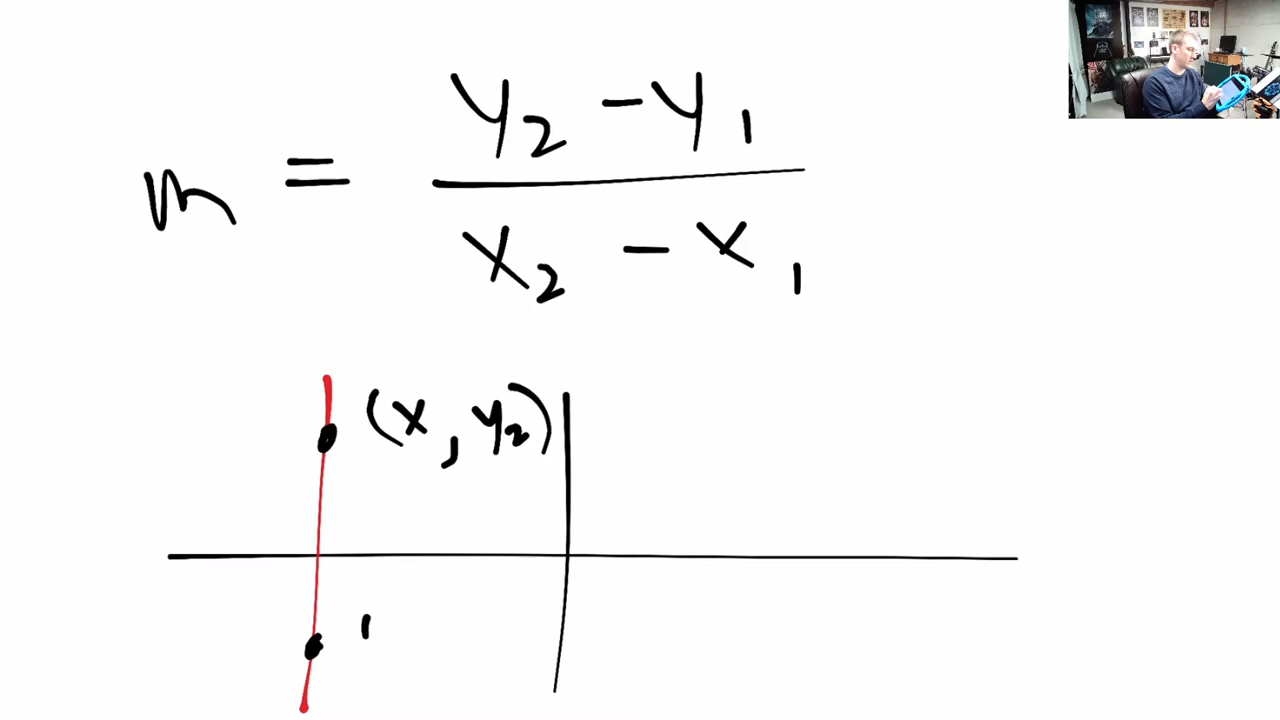 m = y₂ - y₁
x₂ - x₁
(x, y₂)